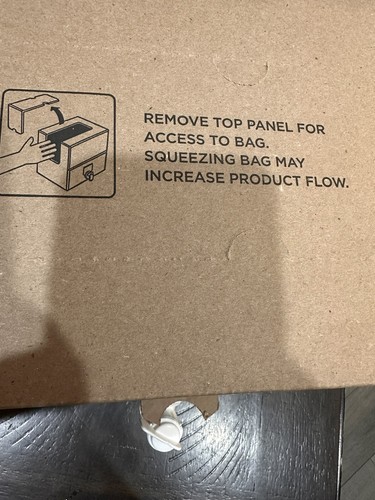 REMOVE TOP PANEL FOR
ACCESS TO BAG.
SQUEEZING BAG MAY
INCREASE PRODUCT FLOW.